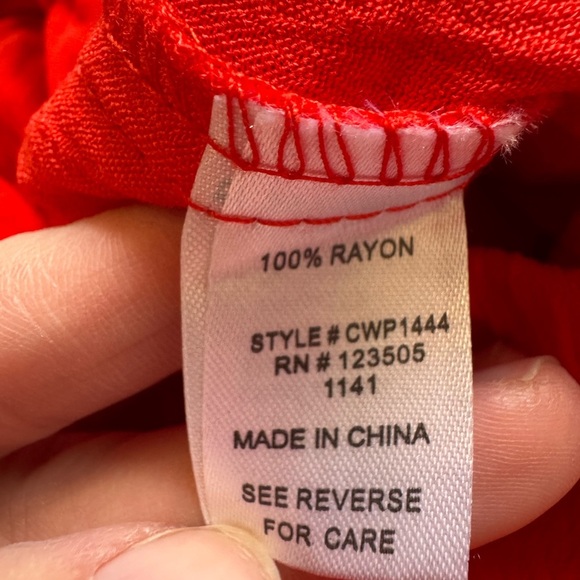 100% RAYON
STYLE # CWP1444
RN # 123505
1141
MADE IN CHINA
SEE REVERSE
FOR CARE